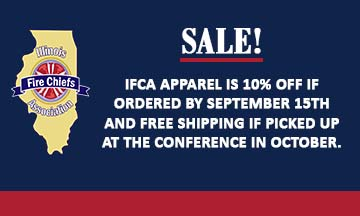 SALE!
Illinois
Fire Chiefs
Association
IFCA APPAREL IS 10% OFF IF
ORDERED BY SEPTEMBER 15TH
AND FREE SHIPPING IF PICKED UP
AT THE CONFERENCE IN OCTOBER.